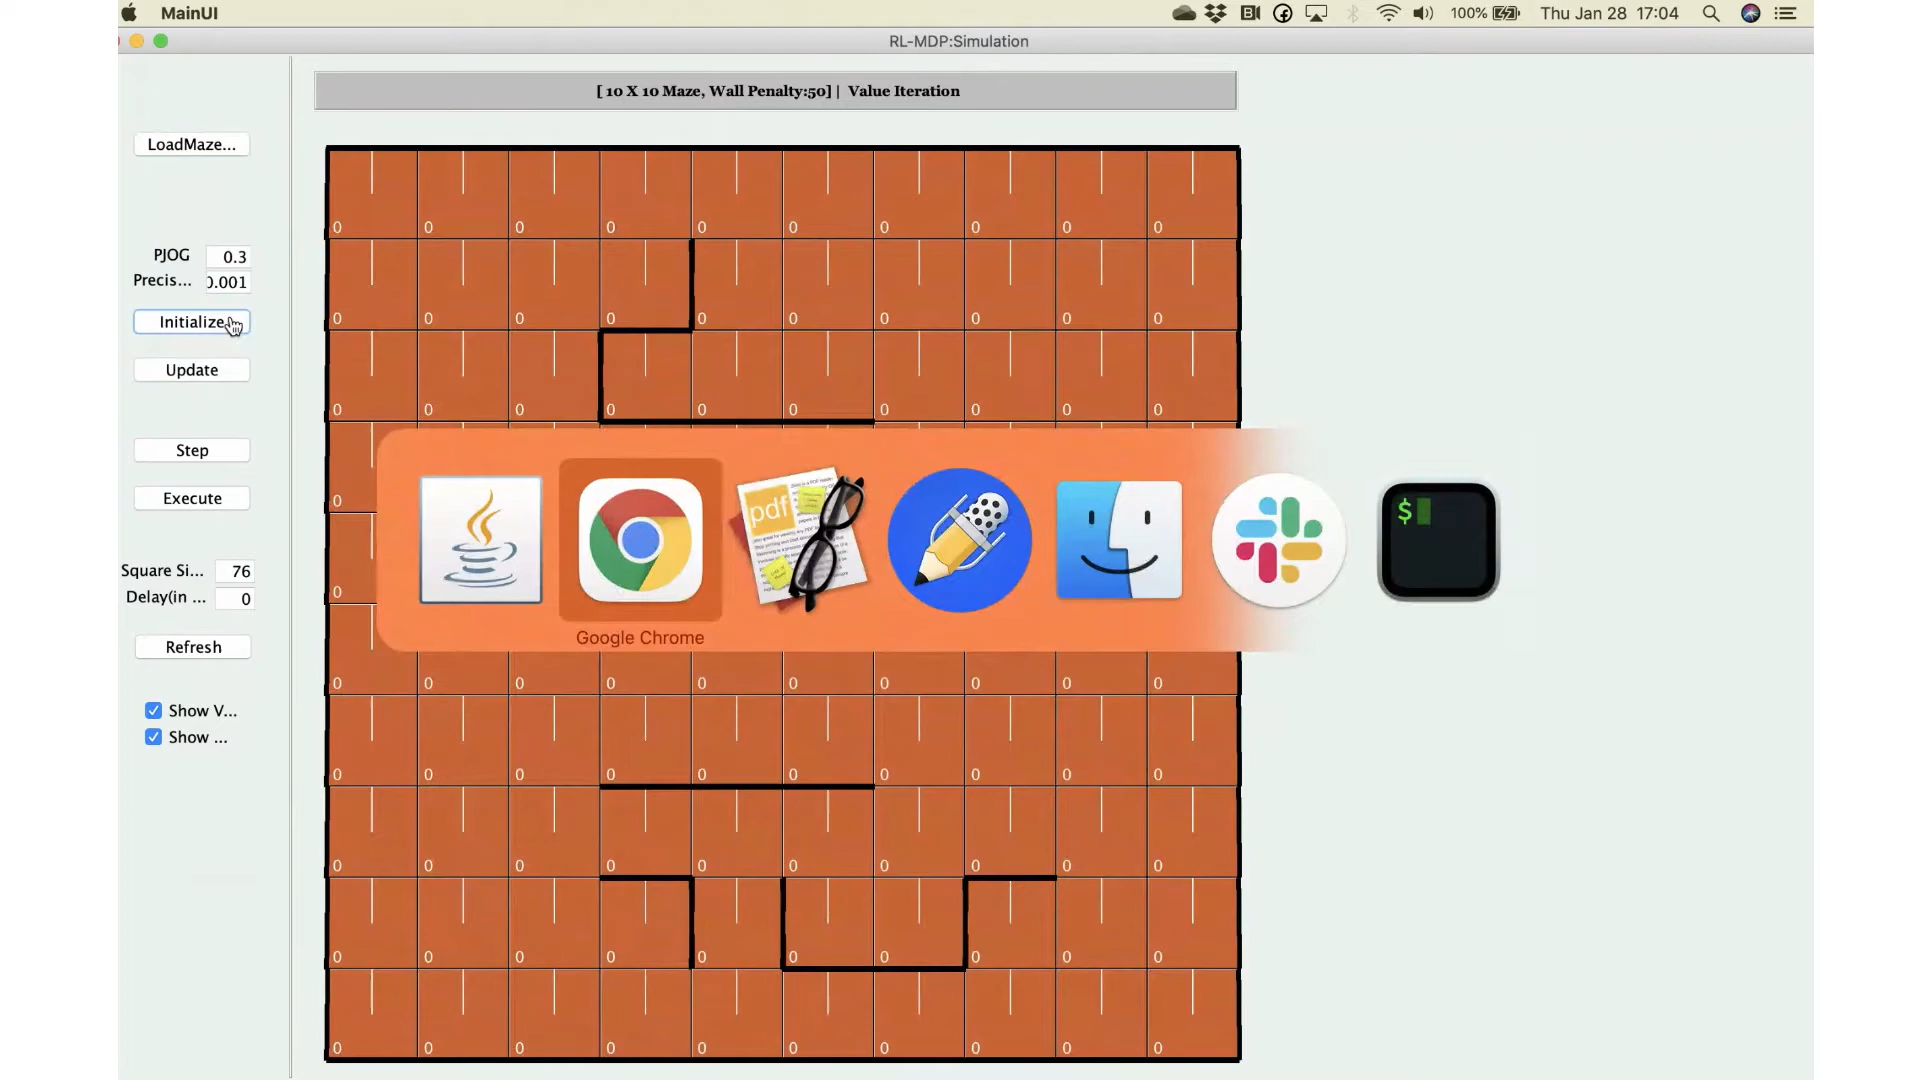 MainUI
100%
Thu Jan 28 17:04
RL-MDP:Simulation
[ 10 X 10 Maze, Wall Penalty:50] | Value Iteration
LoadMaze...
PJOG 0.3
Precis... 0.001
Initialize
Update
Step
Execute
Square Si... 76
Delay(in ... 0
Refresh
Show V...
Show ...
0 0 0 0 0 0 0 0 0 0
0 0 0 0 0 0 0 0 0 0
0 0 0 0 0 0 0 0 0 0
0
0
pdf
$
Google Chrome
0 0 0 0 0 0 0 0 0 0
0 0 0 0 0 0 0 0 0 0
0 0 0 0 0 0 0 0 0 0
0 0 0 0 0 0 0 0 0 0
0 0 0 0 0 0 0 0 0 0